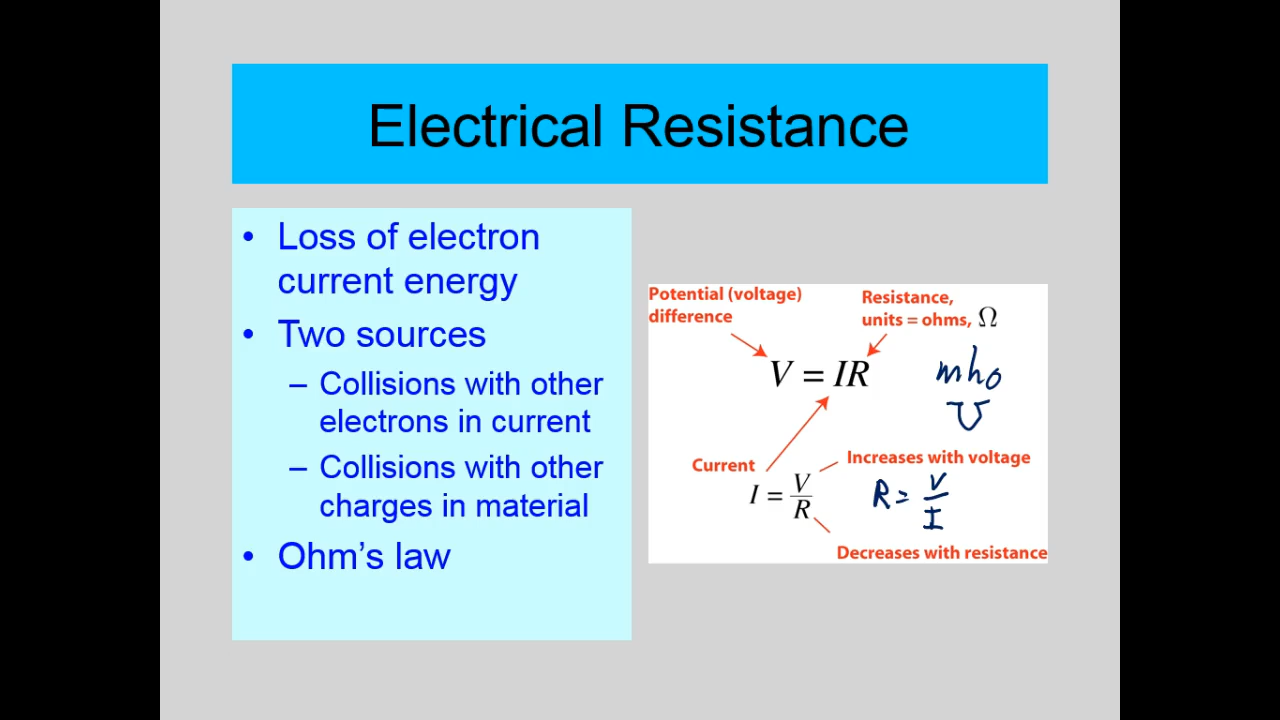 Electrical Resistance
• Loss of electron
current energy
• Two sources
– Collisions with other
electrons in current
– Collisions with other
charges in material
• Ohm's law
Potential (voltage)
difference
Resistance,
units = ohms, Ω
V = IR
mho
℧
Current
Increases with voltage
I = V/R
R = V/I
Decreases with resistance